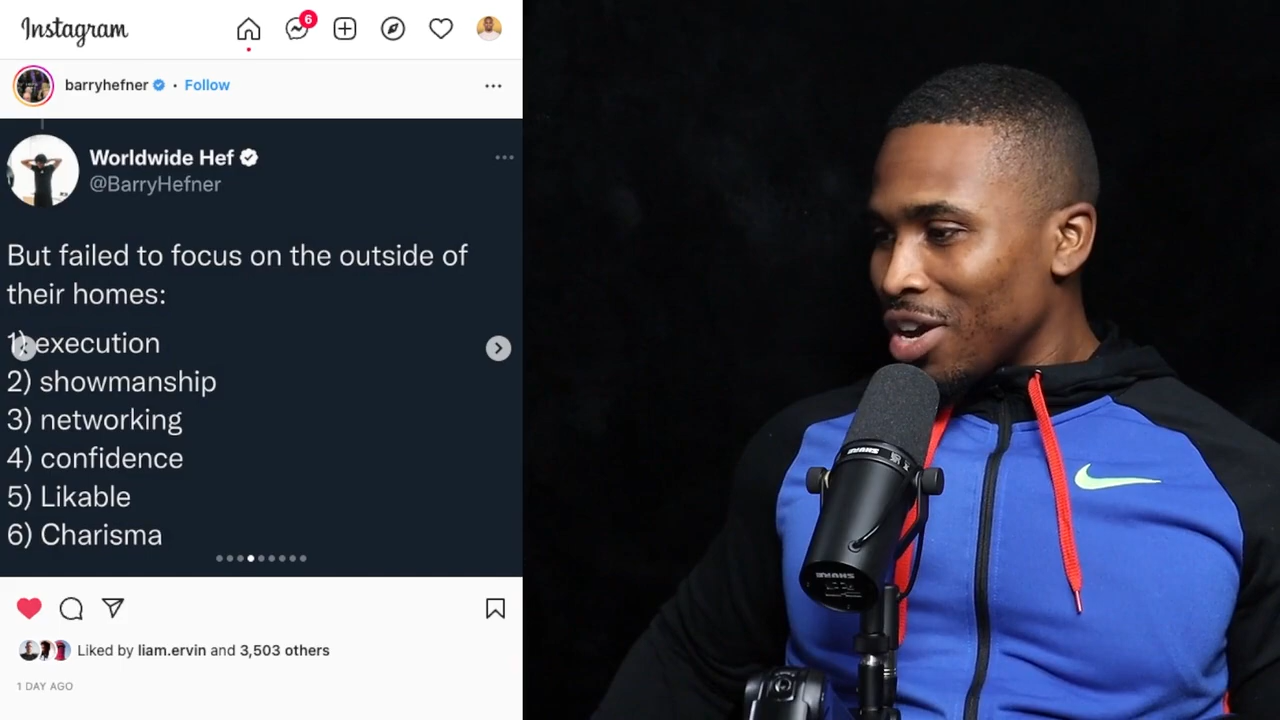 Instagram
6
barryhefner • Follow
Worldwide Hef
@BarryHefner
But failed to focus on the outside of
their homes:
1) execution
2) showmanship
3) networking
4) confidence
5) Likable
6) Charisma
Liked by liam.ervin and 3,503 others
1 DAY AGO
SHURE
SHURE